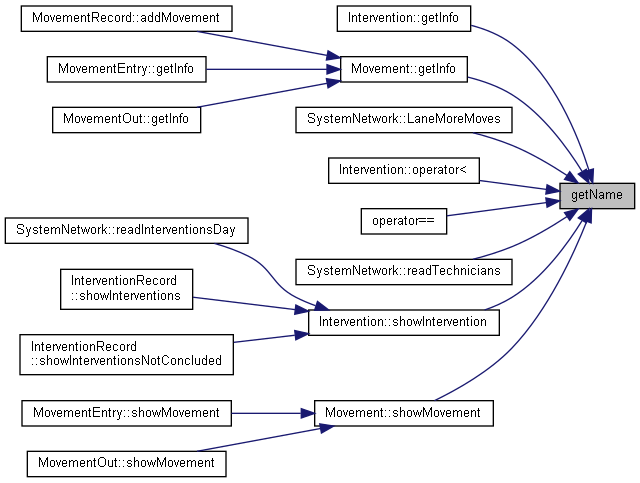 MovementRecord::addMovement
Intervention::getInfo
MovementEntry::getInfo
Movement::getInfo
MovementOut::getInfo
SystemNetwork::LaneMoreMoves
Intervention::operator<
getName
operator==
SystemNetwork::readInterventionsDay
SystemNetwork::readTechnicians
InterventionRecord
::showInterventions
Intervention::showIntervention
InterventionRecord
::showInterventionsNotConcluded
MovementEntry::showMovement
Movement::showMovement
MovementOut::showMovement